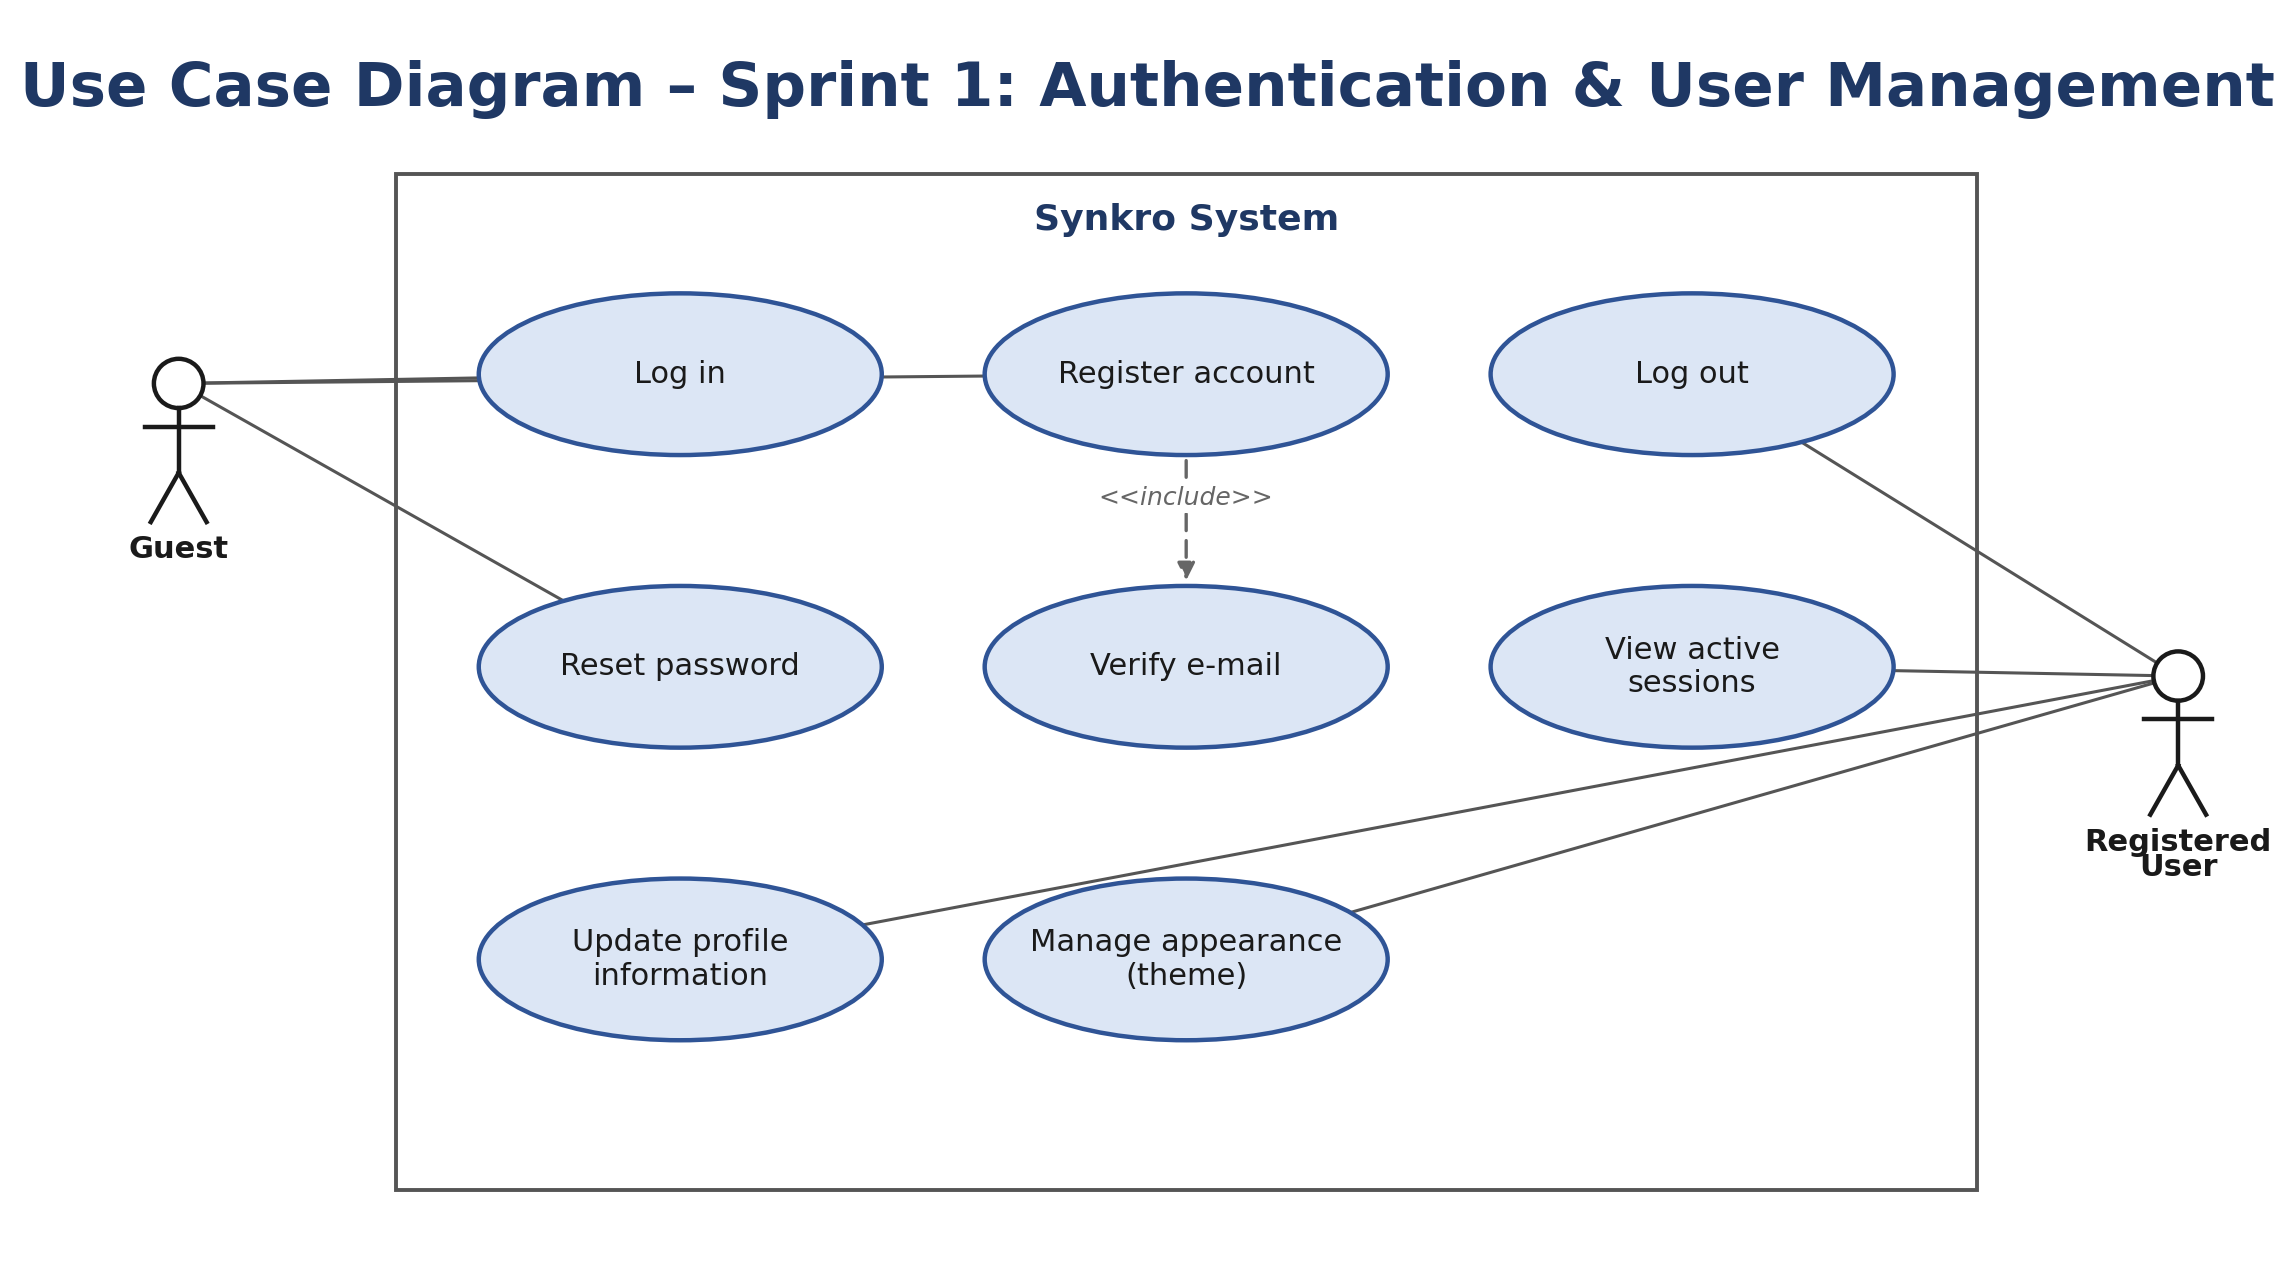 Use Case Diagram – Sprint 1: Authentication & User Management
Synkro System
Log in
Register account
Log out
<<include>>
Guest
Reset password
Verify e-mail
View active
sessions
Registered
User
Update profile
information
Manage appearance
(theme)